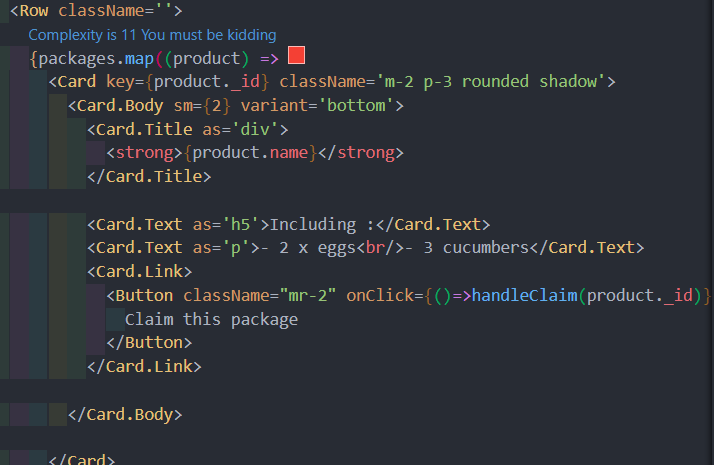 <Row className=''>
Complexity is 11 You must be kidding
{packages.map((product) =>
<Card key={product._id} className='m-2 p-3 rounded shadow'>
<Card.Body sm={2} variant='bottom'>
<Card.Title as='div'>
<strong>{product.name}</strong>
</Card.Title>
<Card.Text as='h5'>Including :</Card.Text>
<Card.Text as='p'>- 2 x eggs<br/>- 3 cucumbers</Card.Text>
<Card.Link>
<Button className="mr-2" onClick={()=>handleClaim(product._id)}
Claim this package
</Button>
</Card.Link>
</Card.Body>
</Card>